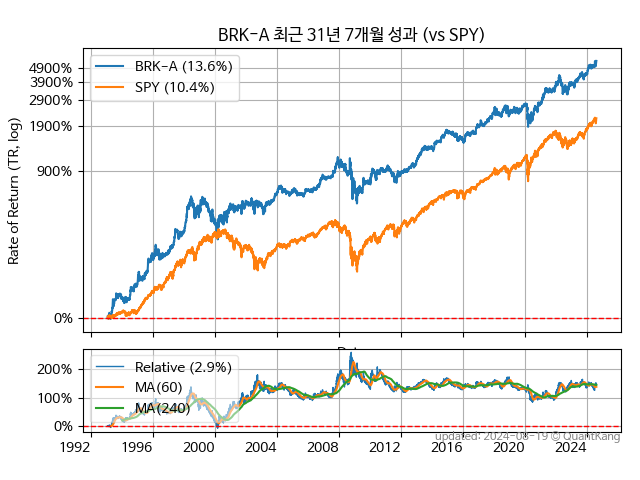 BRK-A 최근 31년 7개월 성과 (vs SPY)
Rate of Return (TR, log)
4900%
3900%
2900%
1900%
900%
0%
BRK-A (13.6%)
SPY (10.4%)
200%
100%
0%
Relative (2.9%)
MA(60)
MA(240)
1992 1994 1996 2000 2004 2008 2012 2016 2020 2024
updated: 2024-08-19 © QuantKang